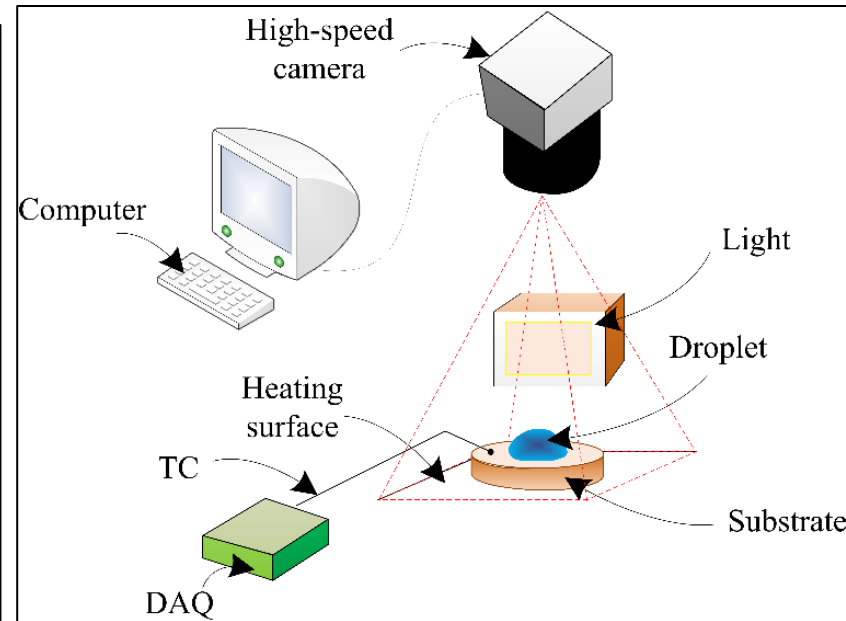 High-speed
camera
Computer
Light
Droplet
Heating
surface
TC
Substrate
DAQ